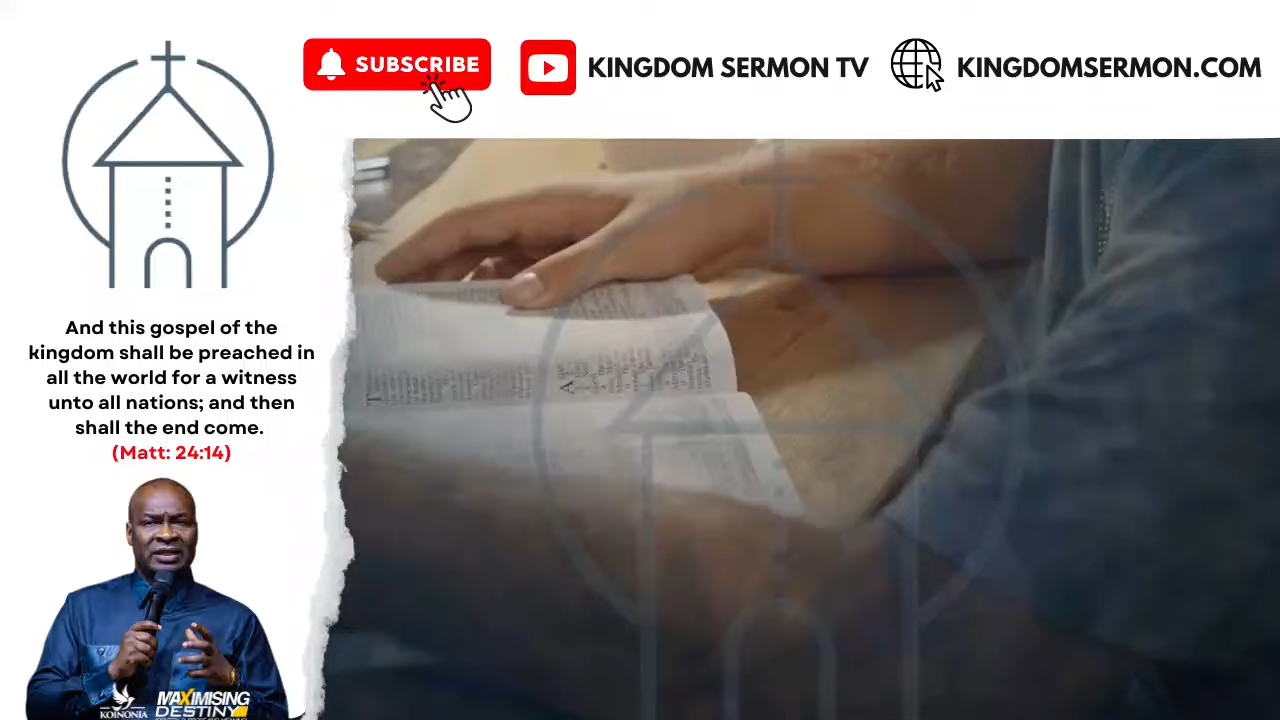 SUBSCRIBE
KINGDOM SERMON TV
KINGDOMSERMON.COM
And this gospel of the
kingdom shall be preached in
all the world for a witness
unto all nations; and then
shall the end come.
(Matt: 24:14)
KOINONIA
MAXIMISING
DESTINY